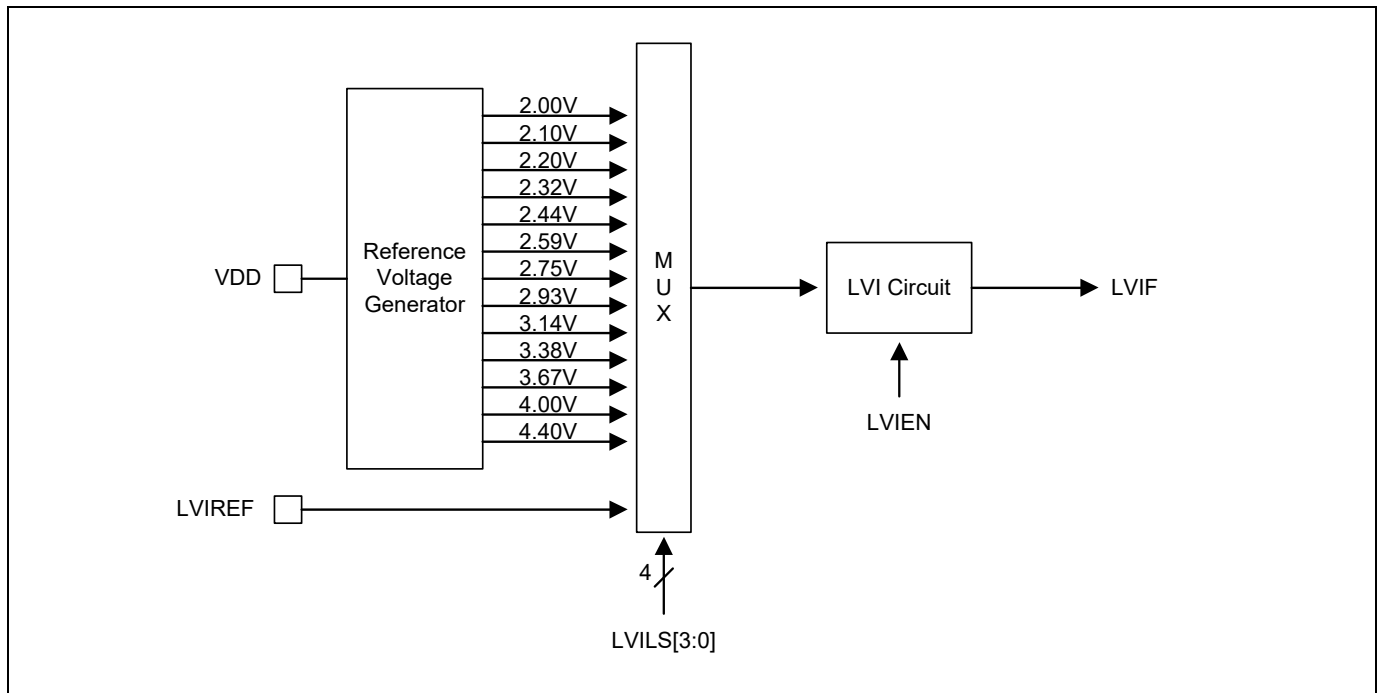 2.00V
2.10V
2.20V
2.32V
2.44V
2.59V
2.75V
2.93V
3.14V
3.38V
3.67V
4.00V
4.40V
VDD
Reference
Voltage
Generator
M
U
X
LVI Circuit
LVIF
LVIEN
LVIREF
4
LVILS[3:0]